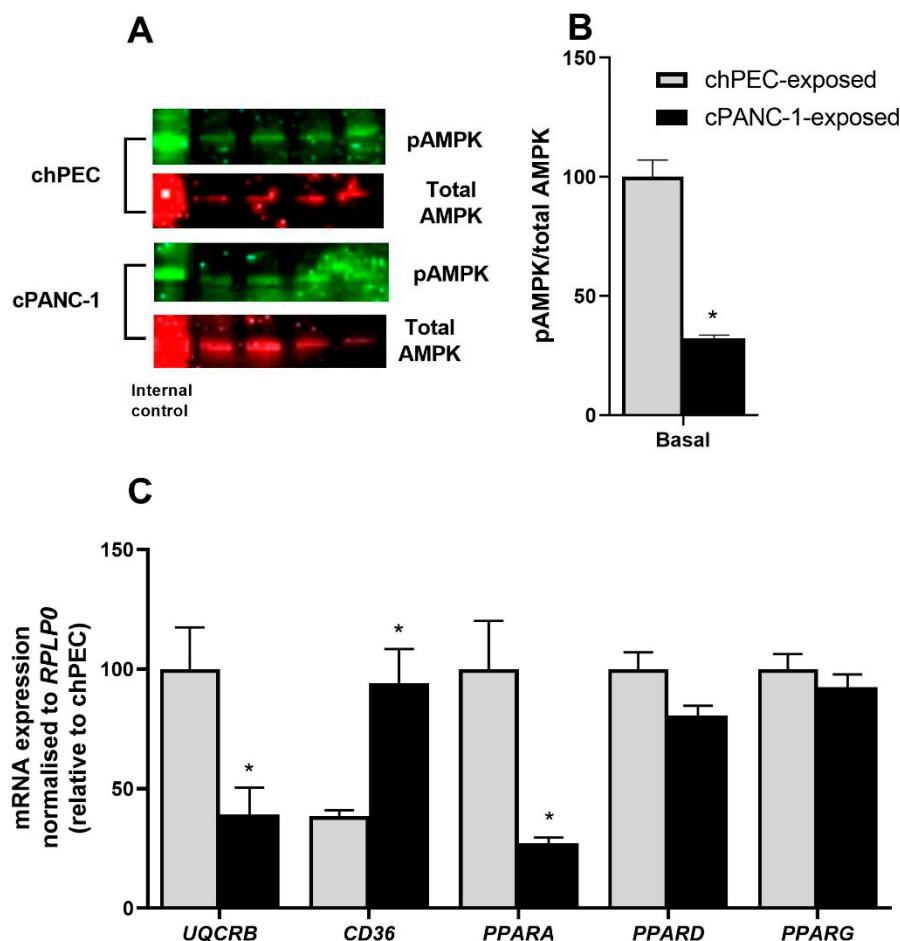 A
chPEC
pAMPK
Total
AMPK
cPANC-1
pAMPK
Total
AMPK
Internal
control
B
pAMPK/total AMPK
150
100
50
0
chPEC-exposed
cPANC-1-exposed
*
Basal
C
mRNA expression
normalised to RPLP0
(relative to chPEC)
150
100
50
0
*
*
*
UQCRB
CD36
PPARA
PPARD
PPARG